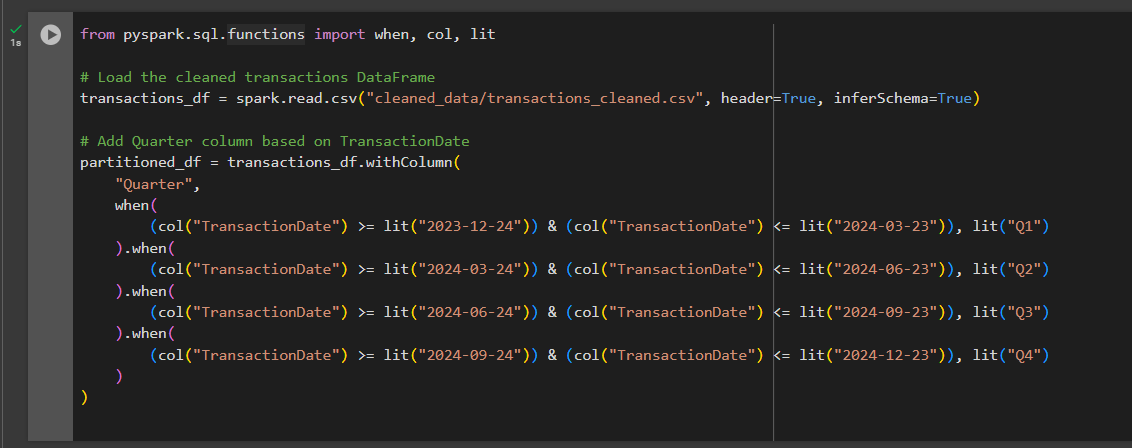 1s
from pyspark.sql.functions import when, col, lit
# Load the cleaned transactions DataFrame
transactions_df = spark.read.csv("cleaned_data/transactions_cleaned.csv", header=True, inferSchema=True)
# Add Quarter column based on TransactionDate
partitioned_df = transactions_df.withColumn(
    "Quarter",
    when(
        (col("TransactionDate") >= lit("2023-12-24")) & (col("TransactionDate") <= lit("2024-03-23")), lit("Q1")
    ).when(
        (col("TransactionDate") >= lit("2024-03-24")) & (col("TransactionDate") <= lit("2024-06-23")), lit("Q2")
    ).when(
        (col("TransactionDate") >= lit("2024-06-24")) & (col("TransactionDate") <= lit("2024-09-23")), lit("Q3")
    ).when(
        (col("TransactionDate") >= lit("2024-09-24")) & (col("TransactionDate") <= lit("2024-12-23")), lit("Q4")
    )
)